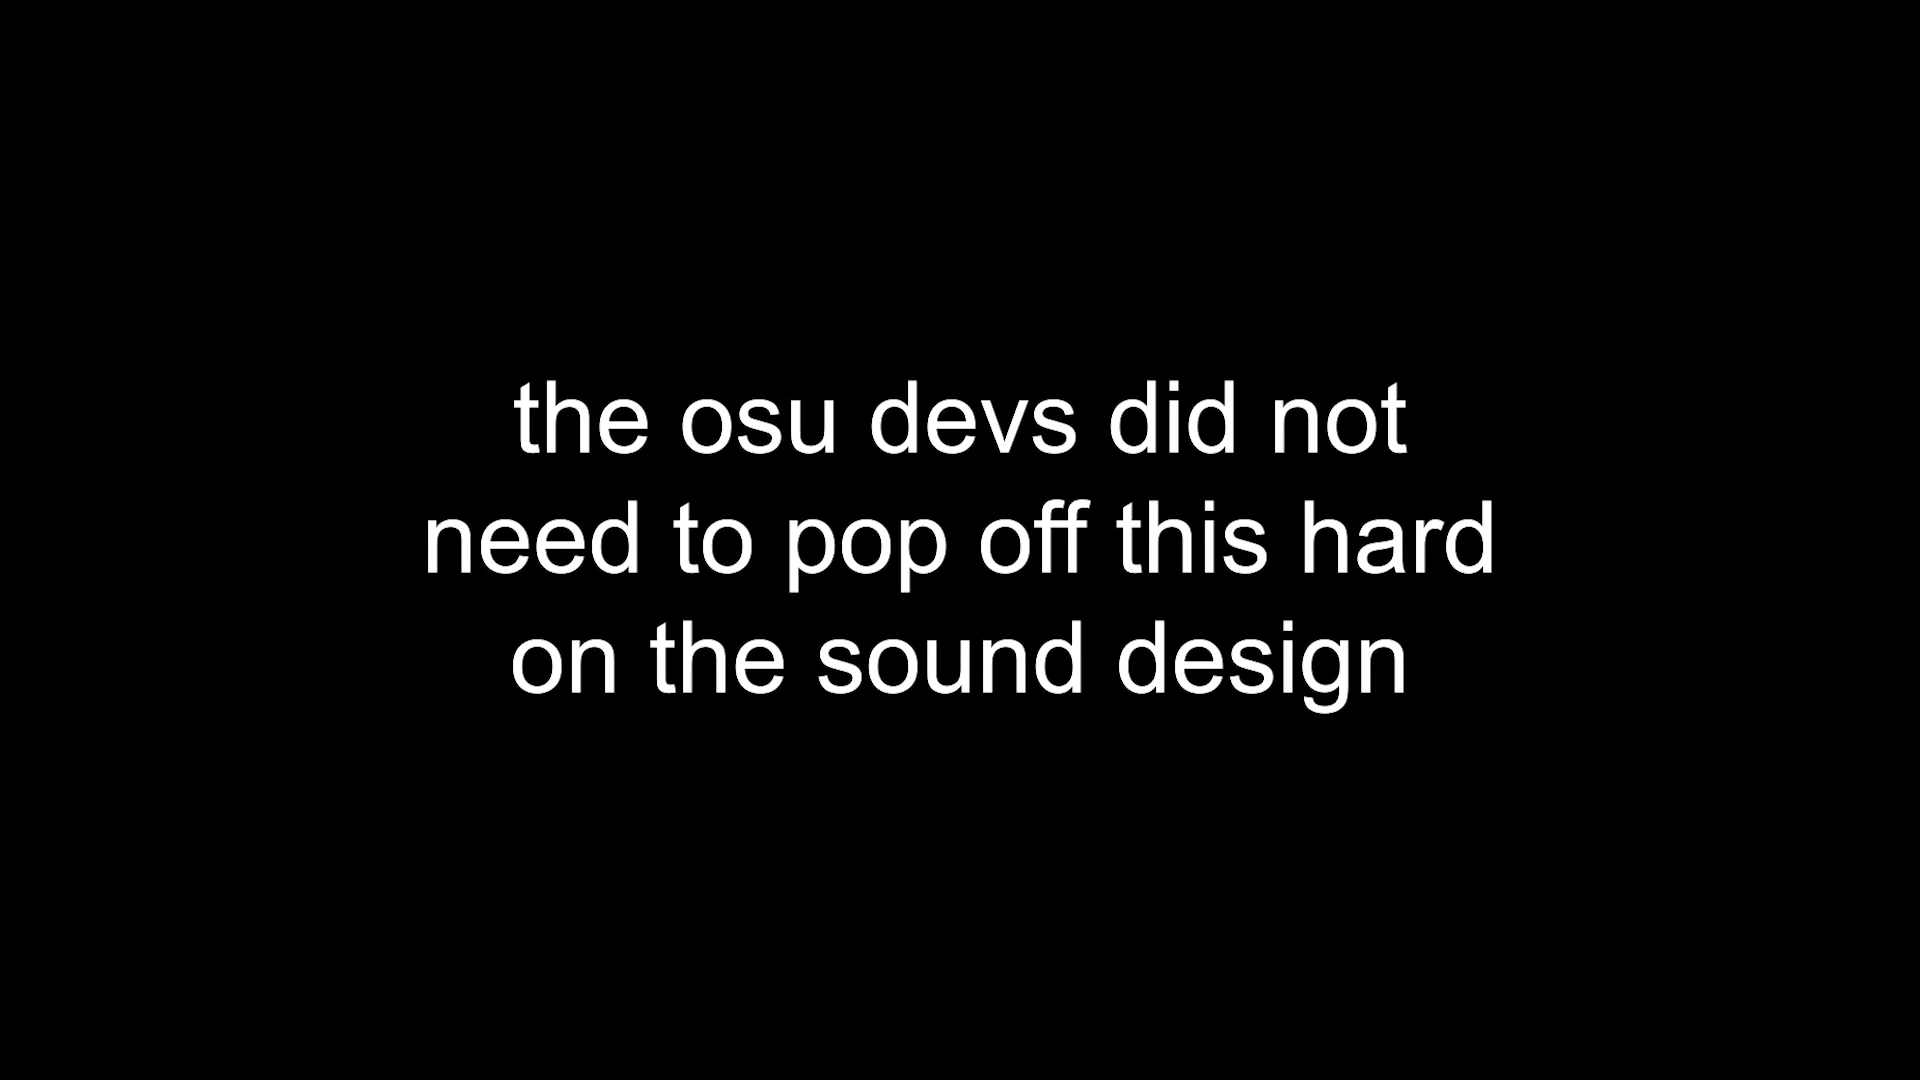 the osu devs did not
need to pop off this hard
on the sound design